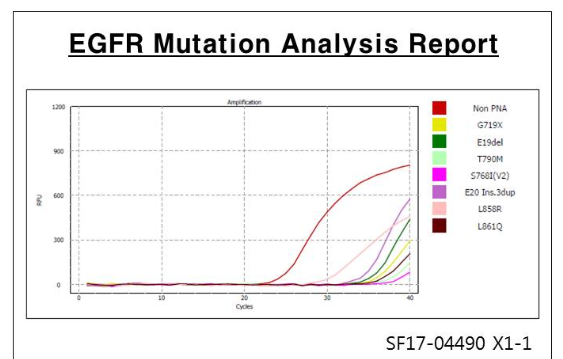 EGFR Mutation Analysis Report
Amplification
1200
900
600
300
0
RFU
0
10
20
30
40
Cycles
Non PNA
G719X
E19del
T790M
S768I(V2)
E20 Ins.3dup
L858R
L861Q
SF17-04490 X1-1